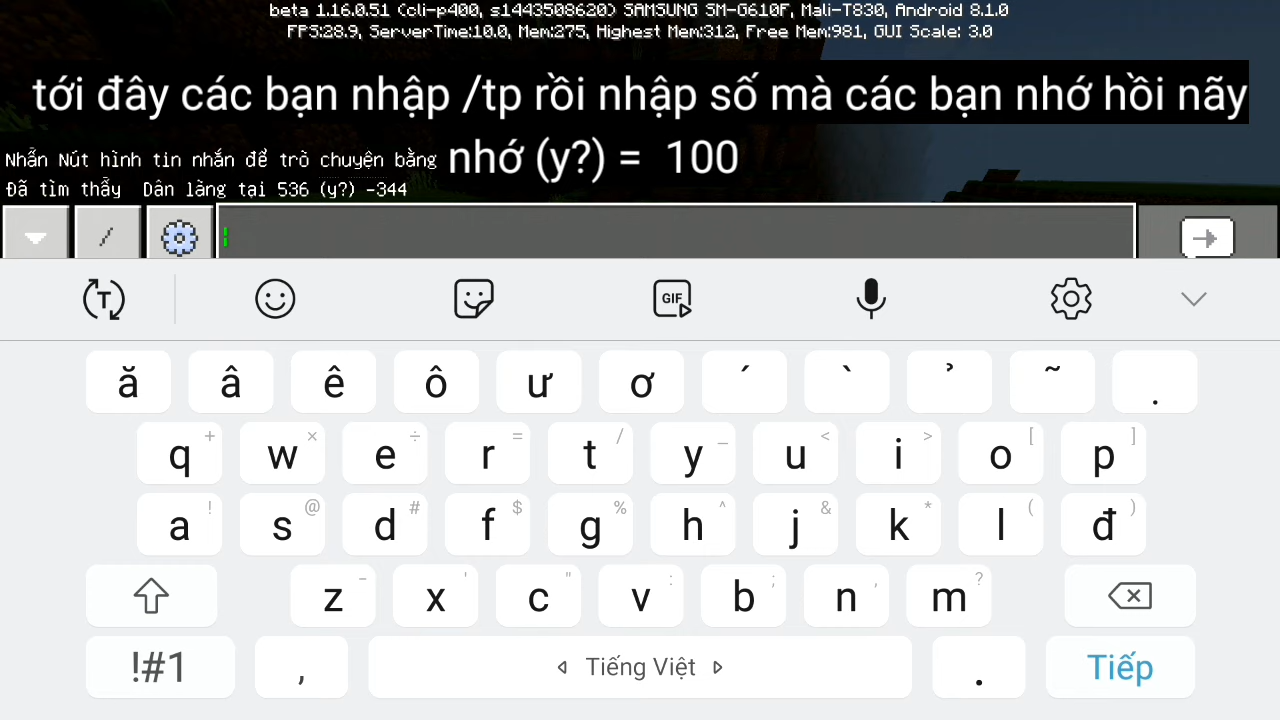 beta 1.16.0.51 (cli-p400, s1443508620) SAMSUNG SM-G610F, Mali-T830, Android 8.1.0
FPS:28.9, ServerTime:10.0, Mem:275, Highest Mem:312, Free Mem:981, GUI Scale: 3.0
tới đây các bạn nhập /tp rồi nhập số mà các bạn nhớ hồi nãy
nhớ (y?) = 100
Nhấn Nút hình tin nhắn để trò chuyện bằng
Đã tìm thấy Dân làng tại 536 (y?) -344
/
T
GIF
ă â ê ô ư ơ ´ ` ̉ ~ .
q + w × e ÷ r = t / y _ u < i > o [ p ]
a ! s @ d # f $ g % h ^ j & k * l ( đ )
z - x ' c " v : b ; n , m ?
!#1 , Tiếng Việt . Tiếp